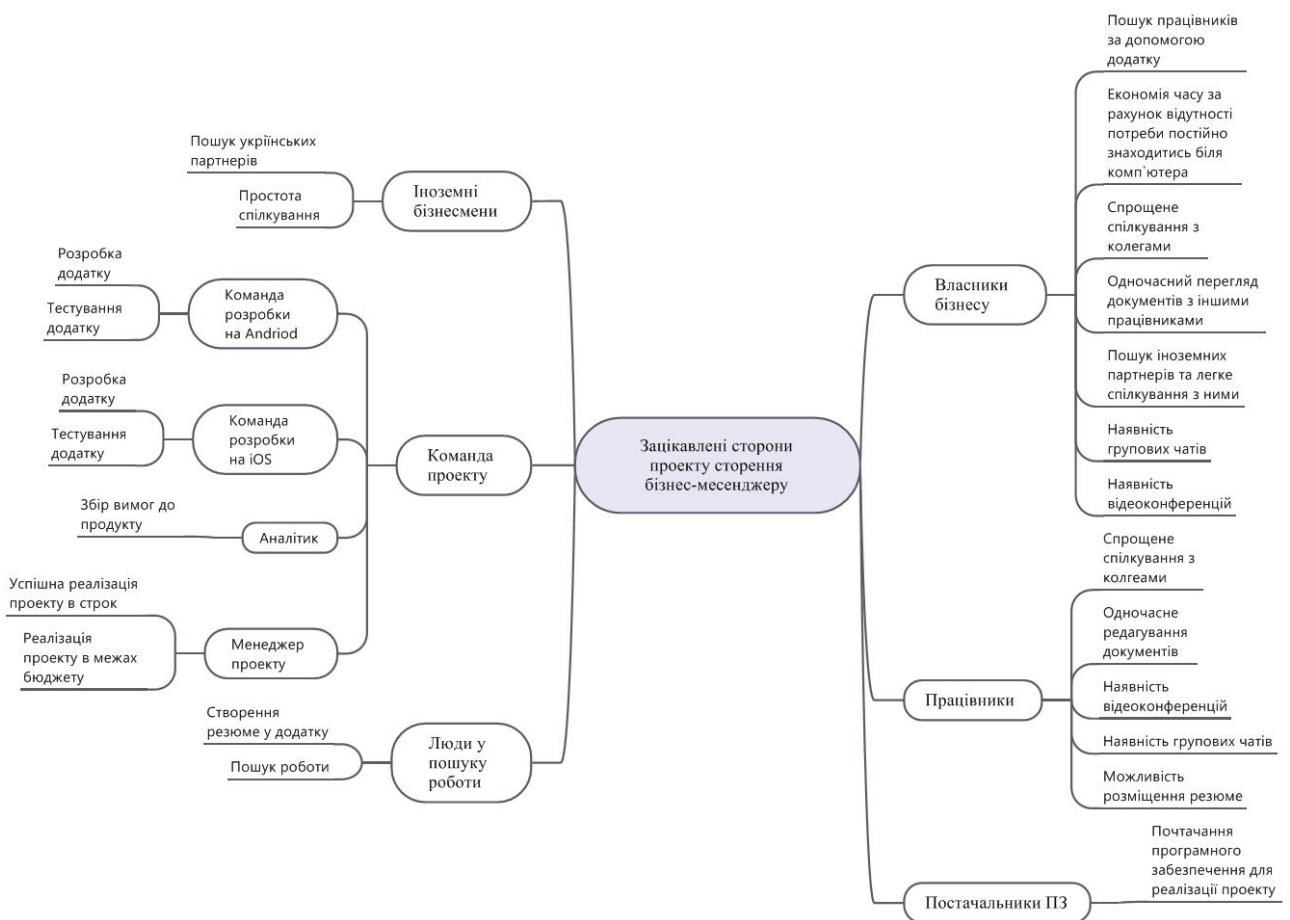 Зацікавлені сторони
проекту сторення
бізнес-месенджеру
Іноземні
бізнесмени
Пошук укріїнських
партнерів
Простота
спілкування
Команда
проекту
Команда
розробки
на Andriod
Розробка
додатку
Тестування
додатку
Команда
розробки
на iOS
Розробка
додатку
Тестування
додатку
Аналітик
Збір вимог до
продукту
Менеджер
проекту
Успішна реалізація
проекту в строк
Реалізація
проекту в межах
бюджету
Люди у
пошуку
роботи
Створення
резюме у додатку
Пошук роботи
Власники
бізнесу
Пошук працівників
за допомогою
додатку
Економія часу за
рахунок відутності
потреби постійно
знаходитись біля
комп`ютера
Спрощене
спілкування з
колегами
Одночасний перегляд
документів з іншими
працівниками
Пошук іноземних
партнерів та легке
спілкування з ними
Наявність
групових чатів
Наявність
відеоконференцій
Працівники
Спрощене
спілкування з
колгеами
Одночасне
редагування
документів
Наявність
відеоконференцій
Наявність групових чатів
Можливість
розміщення резюме
Постачальники ПЗ
Почтачання
програмного
забезпечення для
реалізації проекту